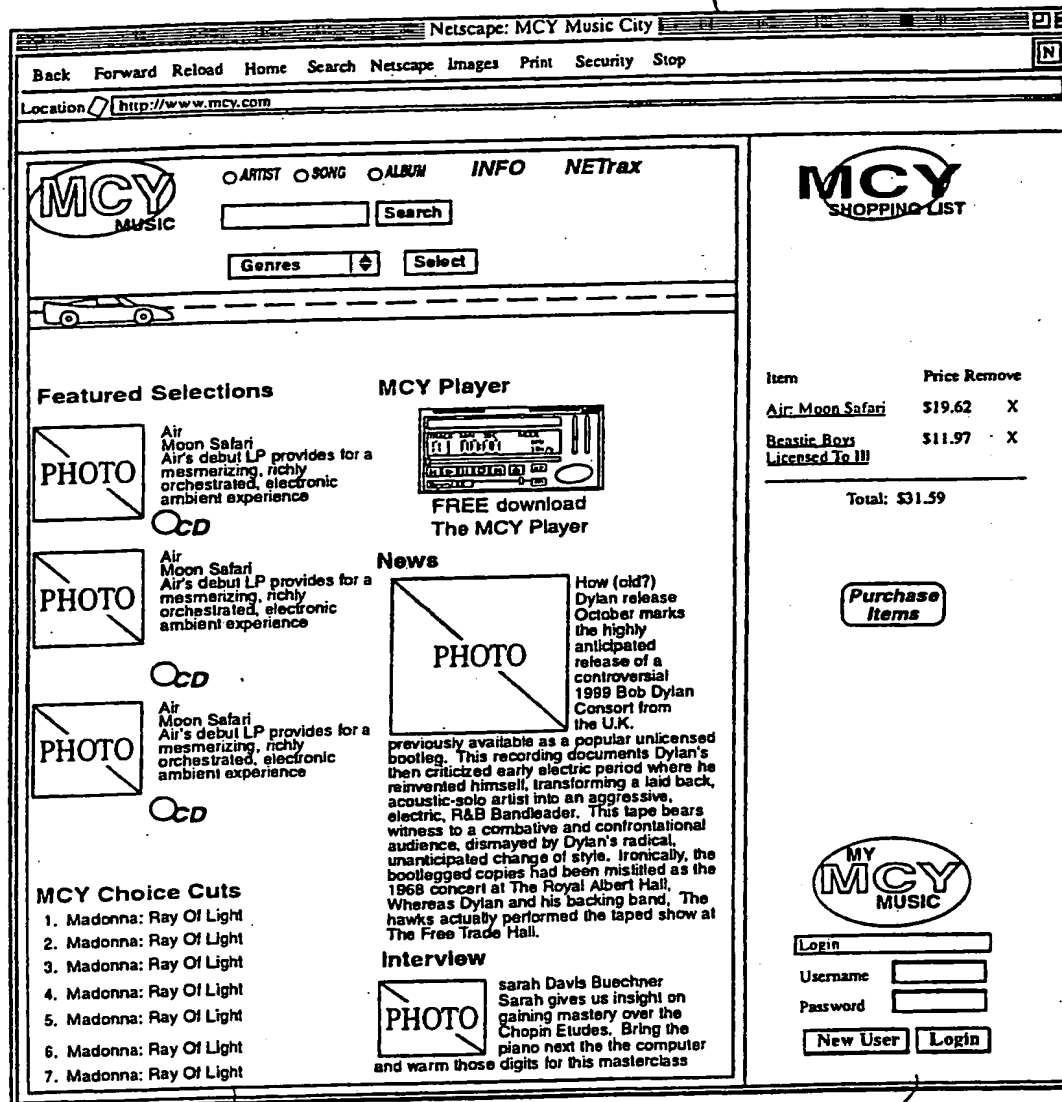 Netscape: MCY Music City
Back Forward Reload Home Search Netscape Images Print Security Stop
N
Location http://www.mcy.com
MCY
MUSIC
ARTIST SONG ALBUM INFO NETrax
Search
Genres Select
Featured Selections
PHOTO
Air
Moon Safari
Air's debut LP provides for a
mesmerizing, richly
orchestrated, electronic
ambient experience
CD
PHOTO
Air
Moon Safari
Air's debut LP provides for a
mesmerizing, richly
orchestrated, electronic
ambient experience
CD
PHOTO
Air
Moon Safari
Air's debut LP provides for a
mesmerizing, richly
orchestrated, electronic
ambient experience
CD
MCY Choice Cuts
1. Madonna: Ray Of Light
2. Madonna: Ray Of Light
3. Madonna: Ray Of Light
4. Madonna: Ray Of Light
5. Madonna: Ray Of Light
6. Madonna: Ray Of Light
7. Madonna: Ray Of Light
MCY Player
FREE download
The MCY Player
News
PHOTO
How (old?)
Dylan release
October marks
the highly
anticipated
release of a
controversial
1999 Bob Dylan
Consort from
the U.K.
previously available as a popular unlicensed
bootleg. This recording documents Dylan's
then criticized early electric period where he
reinvented himself, transforming a laid back,
acoustic-solo artist into an aggressive,
electric, R&B Bandleader. This tape bears
witness to a combative and confrontational
audience, dismayed by Dylan's radical,
unanticipated change of style. Ironically, the
bootlegged copies had been mistitled as the
1968 concert at The Royal Albert Hall,
Whereas Dylan and his backing band, The
hawks actually performed the taped show at
The Free Trade Hall.
Interview
PHOTO
sarah Davis Buechner
Sarah gives us insight on
gaining mastery over the
Chopin Etudes. Bring the
piano next the the computer
and warm those digits for this masterclass
MCY
SHOPPING LIST
Item Price Remove
Air: Moon Safari $19.62 X
Beastie Boys $11.97 X
Licensed To Ill
Total: $31.59
Purchase
Items
MY
MCY
MUSIC
Login
Username
Password
New User Login